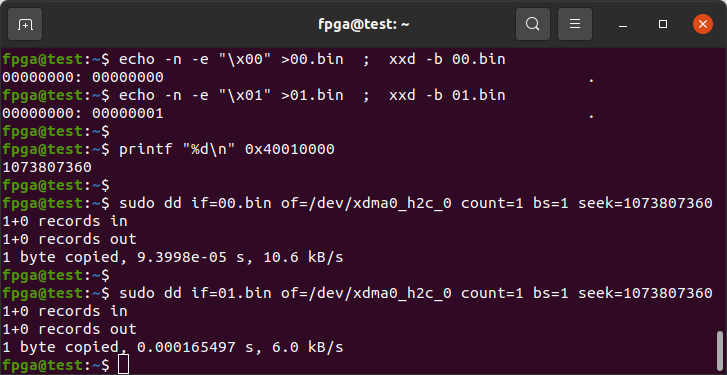 fpga@test: ~
fpga@test:~$ echo -n -e "\x00" >00.bin  ;  xxd -b 00.bin
00000000: 00000000                                               .
fpga@test:~$ echo -n -e "\x01" >01.bin  ;  xxd -b 01.bin
00000000: 00000001                                               .
fpga@test:~$
fpga@test:~$ printf "%d\n" 0x40010000
1073807360
fpga@test:~$
fpga@test:~$ sudo dd if=00.bin of=/dev/xdma0_h2c_0 count=1 bs=1 seek=1073807360
1+0 records in
1+0 records out
1 byte copied, 9.3998e-05 s, 10.6 kB/s
fpga@test:~$
fpga@test:~$ sudo dd if=01.bin of=/dev/xdma0_h2c_0 count=1 bs=1 seek=1073807360
1+0 records in
1+0 records out
1 byte copied, 0.000165497 s, 6.0 kB/s
fpga@test:~$